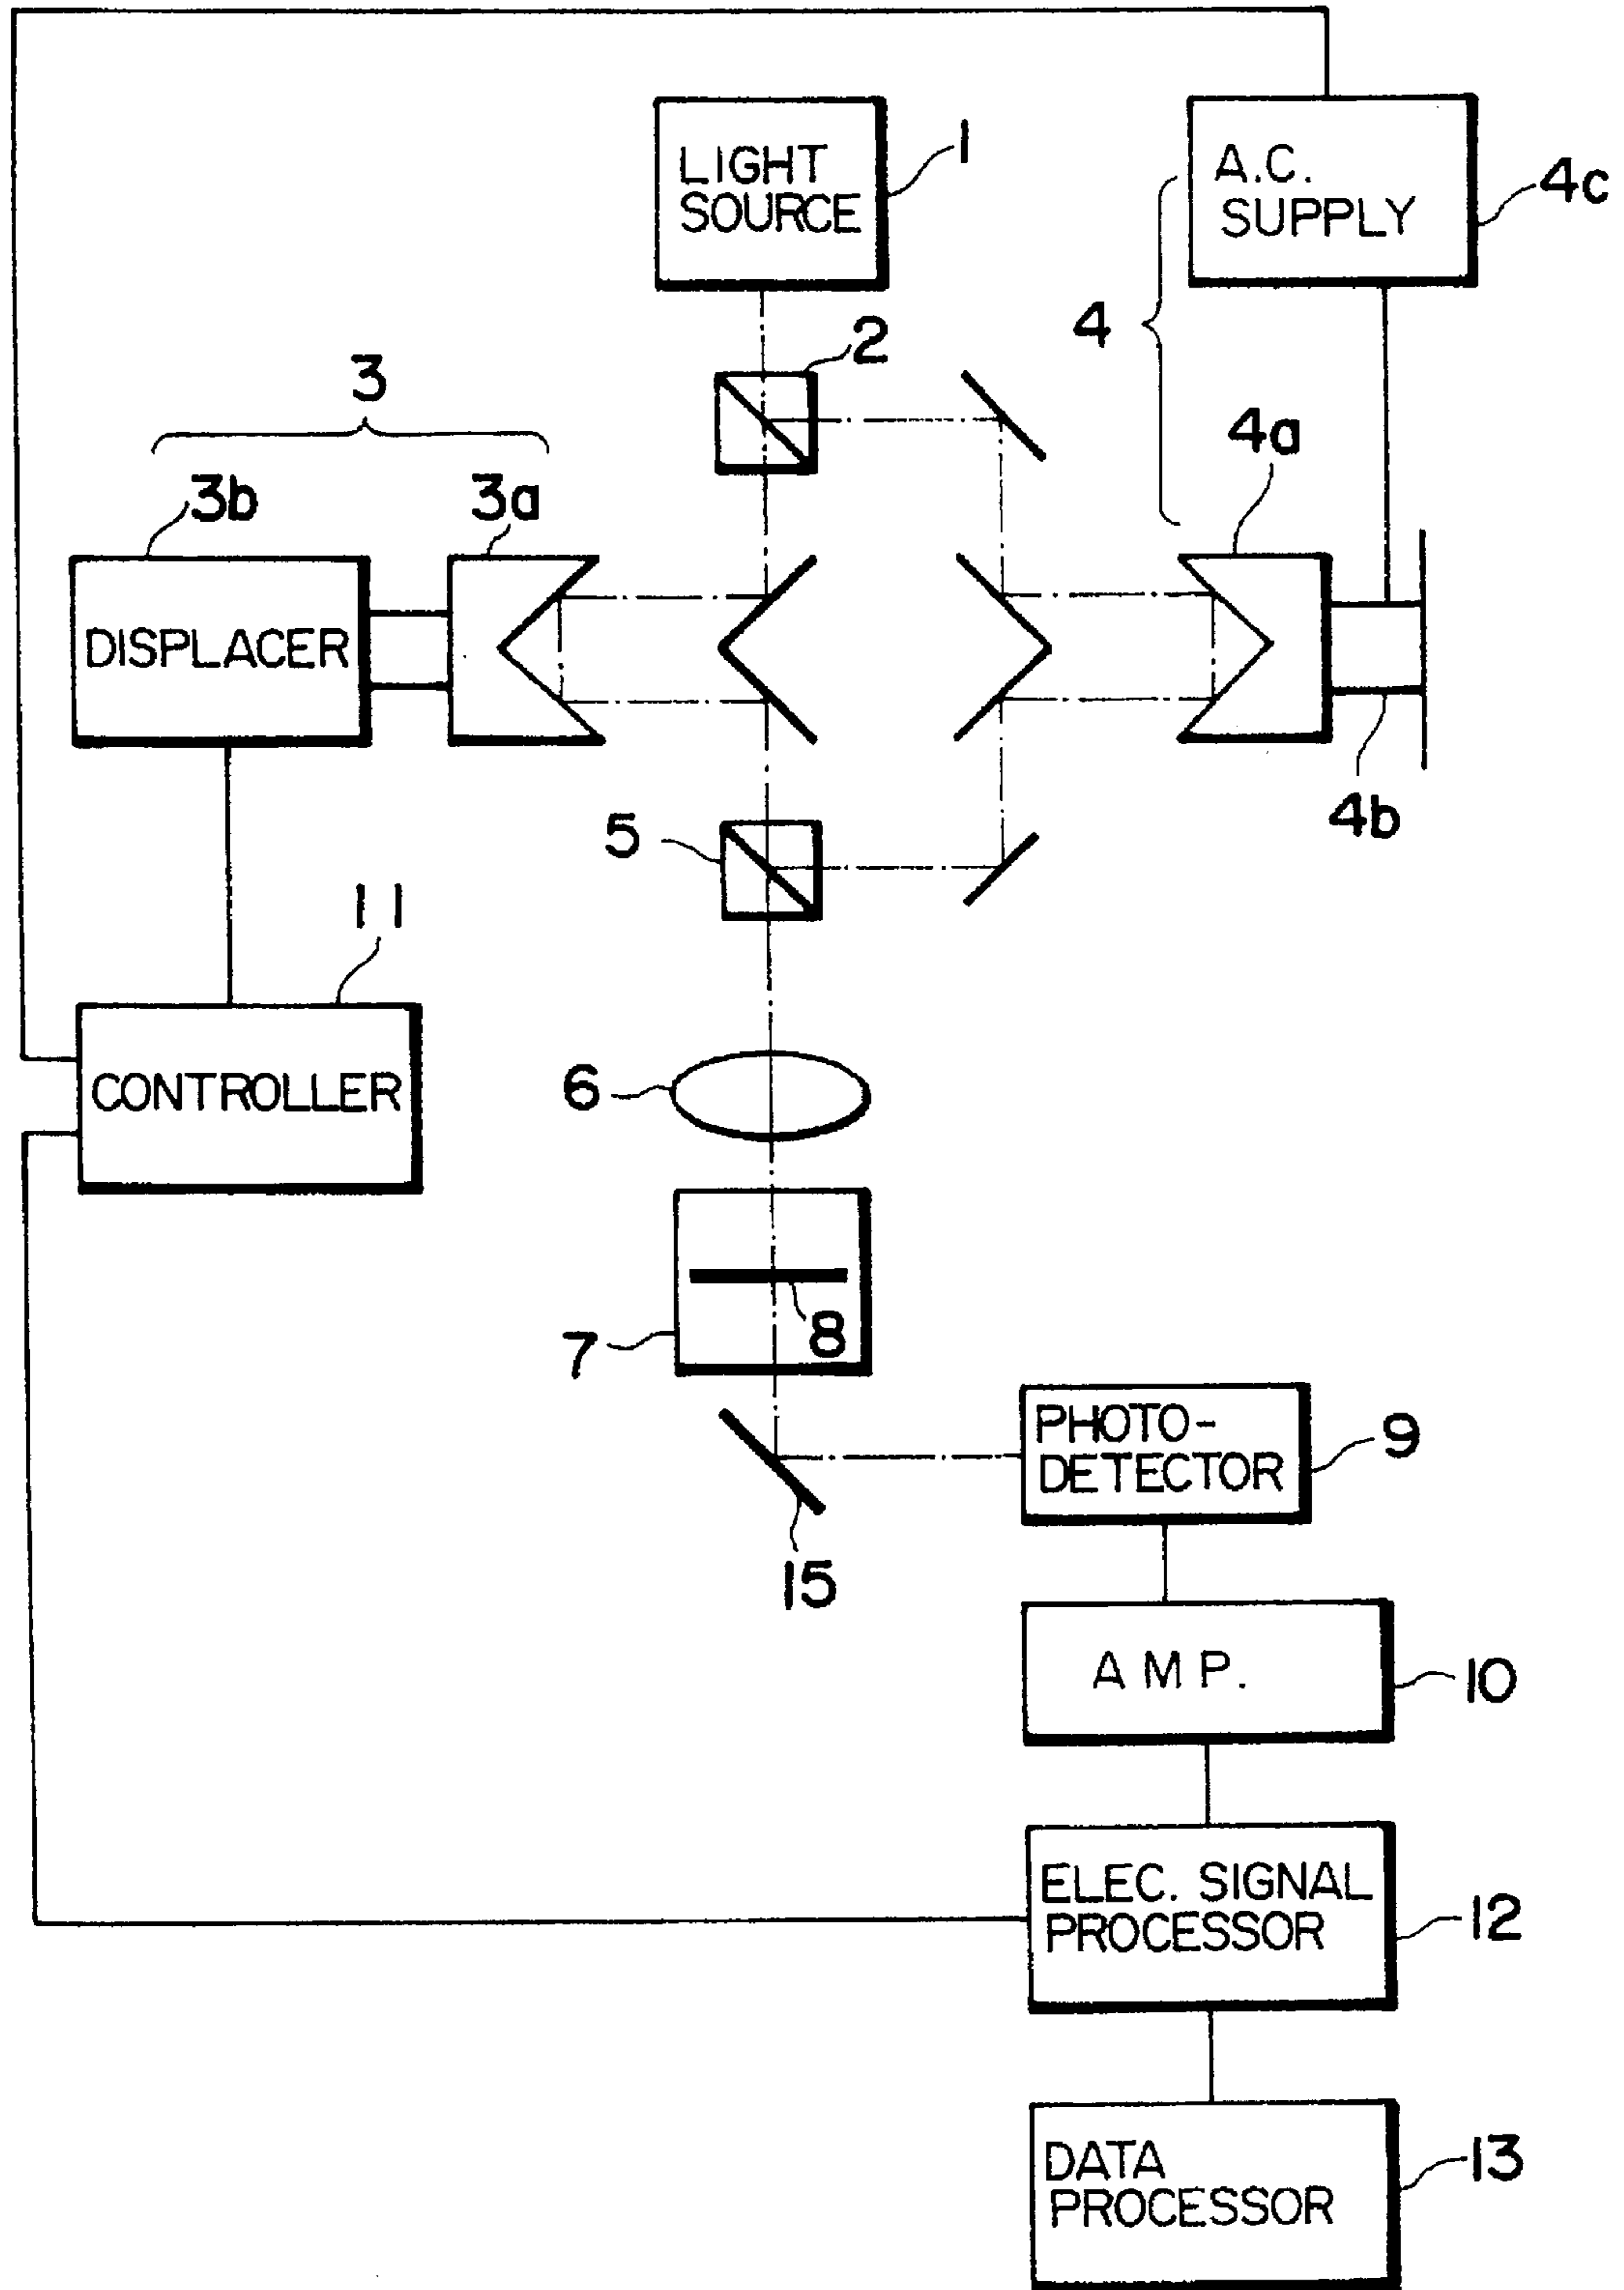 LIGHT
SOURCE
1
A.C.
SUPPLY
4c
4
2
3
3b
3a
4a
DISPLACER
4b
5
11
CONTROLLER
6
7
8
PHOTO-
DETECTOR
9
15
AMP.
10
ELEC. SIGNAL
PROCESSOR
12
DATA
PROCESSOR
13